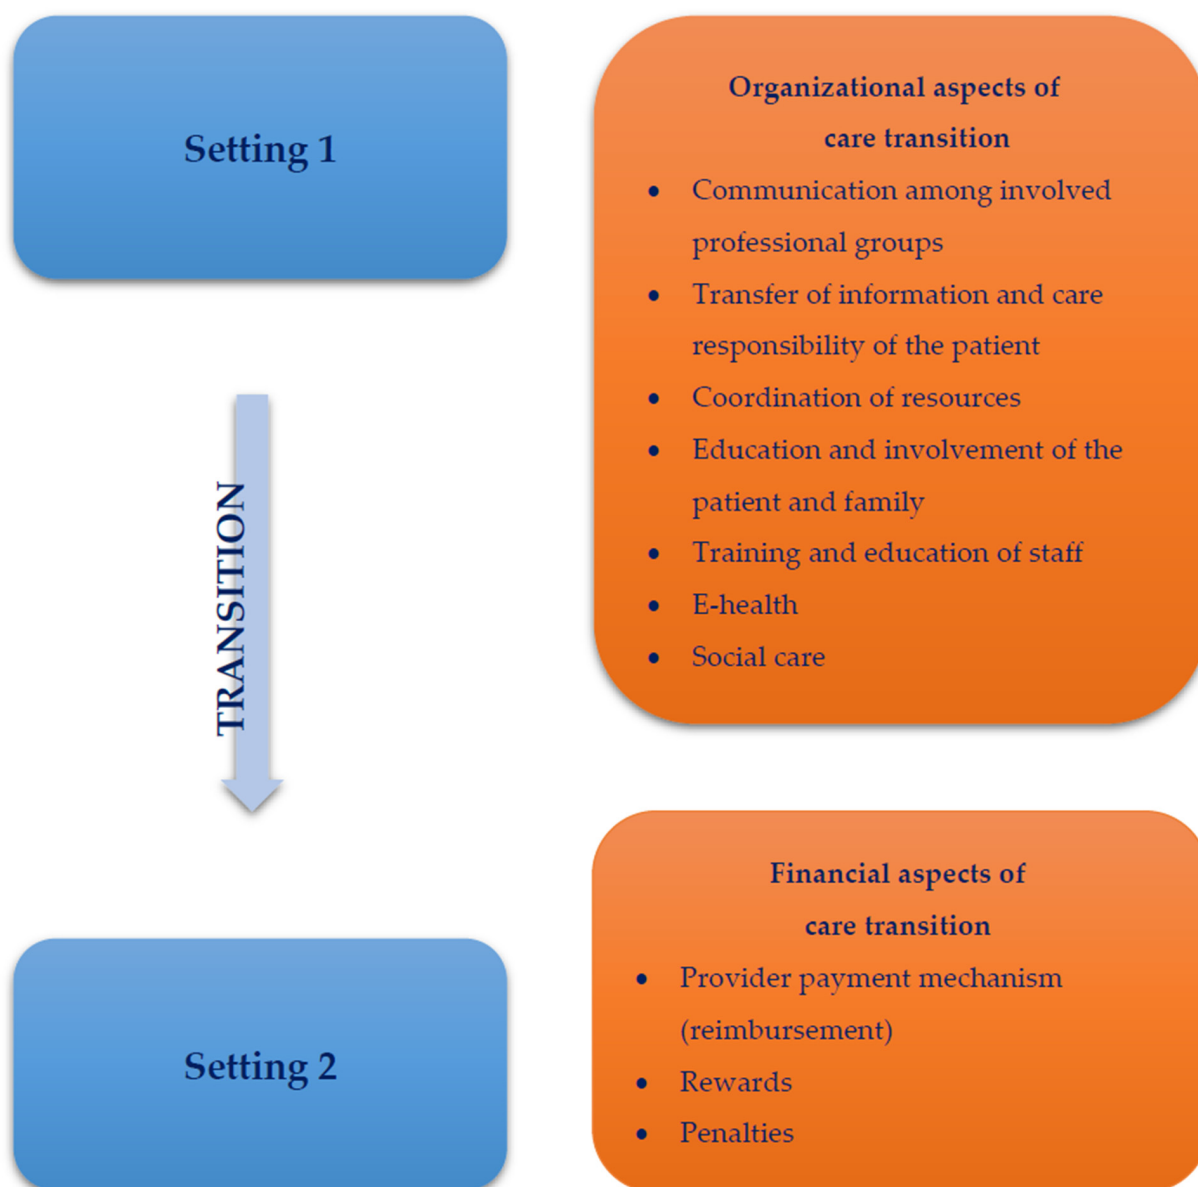 Setting 1
TRANSITION
Setting 2
Organizational aspects of
care transition
• Communication among involved
professional groups
• Transfer of information and care
responsibility of the patient
• Coordination of resources
• Education and involvement of the
patient and family
• Training and education of staff
• E-health
• Social care
Financial aspects of
care transition
• Provider payment mechanism
(reimbursement)
• Rewards
• Penalties